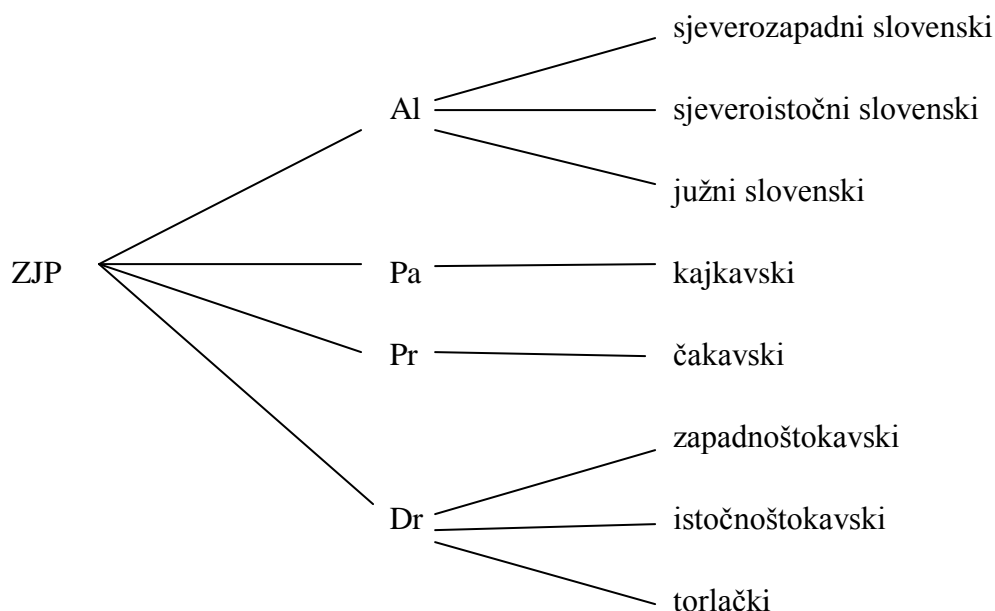 sjeverozapadni slovenski
Al
sjeveroistočni slovenski
južni slovenski
ZJP
Pa
kajkavski
Pr
čakavski
zapadnoštokavski
Dr
istočnoštokavski
torlački